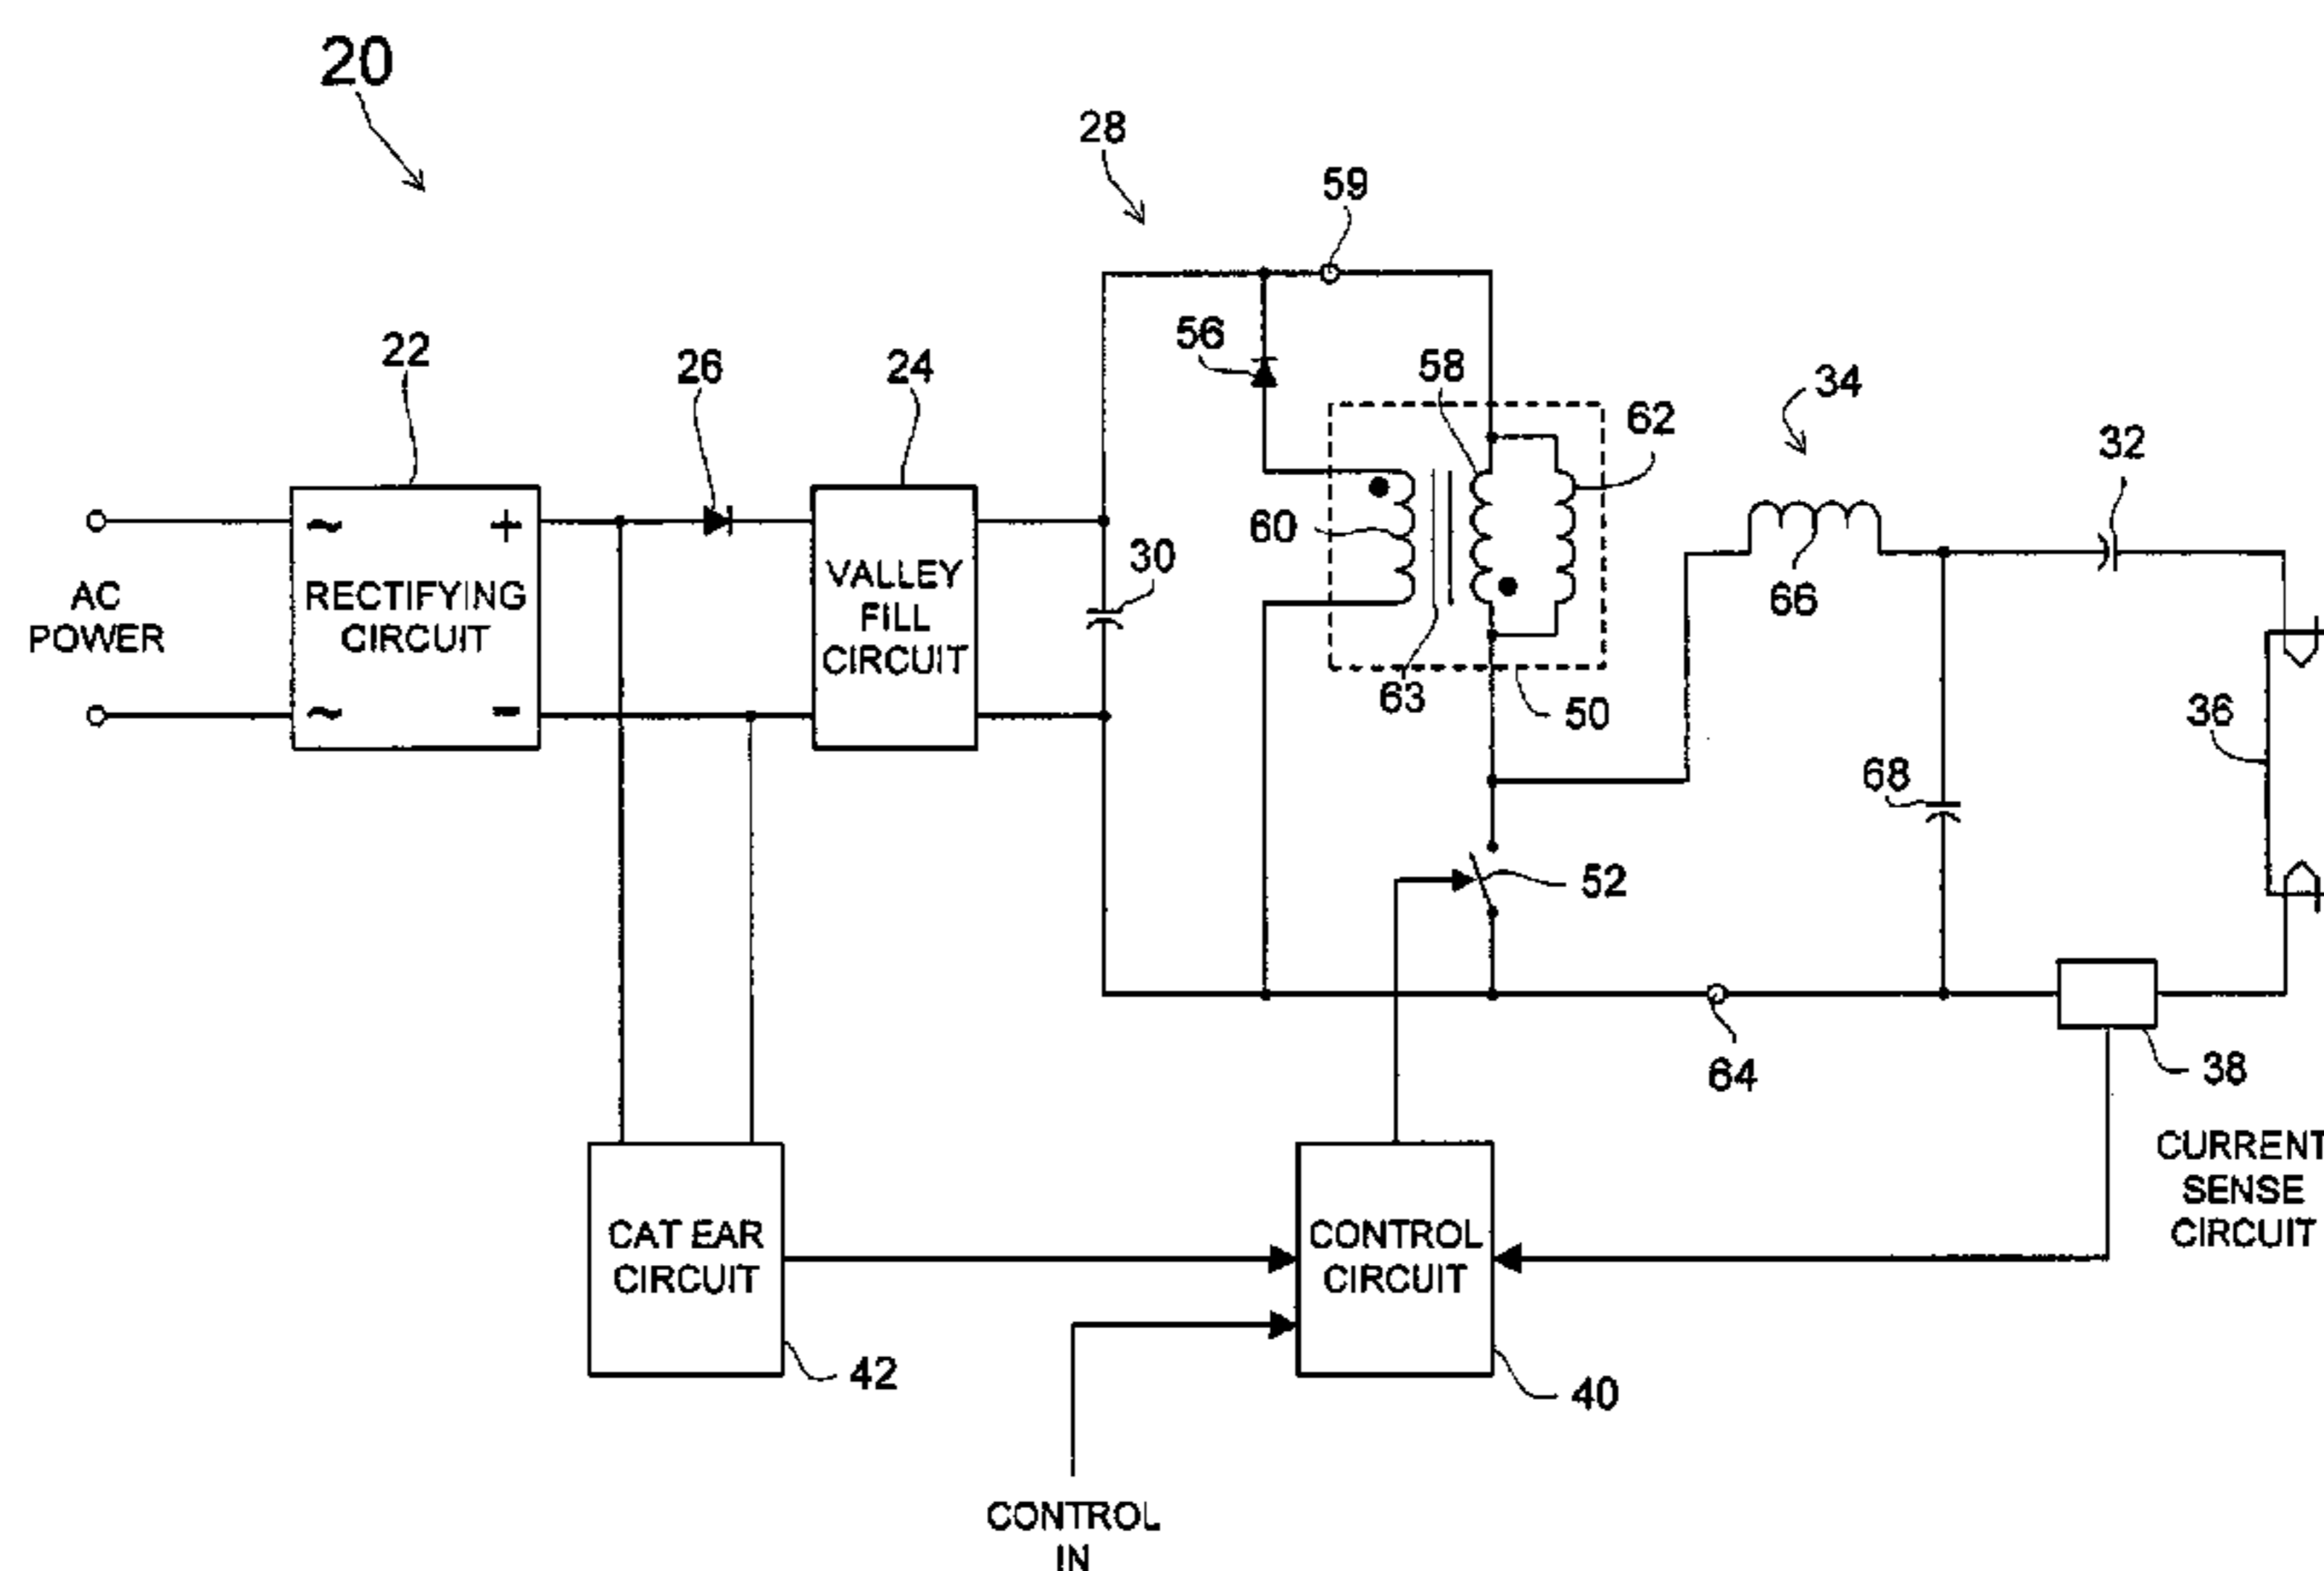 20
28
59
22
26
24
56
58
62
34
32
~
+
RECTIFYING
CIRCUIT
~
-
VALLEY
FILL
CIRCUIT
30
60
63
50
66
68
36
AC
POWER
52
64
38
CURRENT
SENSE
CIRCUIT
CAT EAR
CIRCUIT
42
CONTROL
CIRCUIT
40
CONTROL
IN